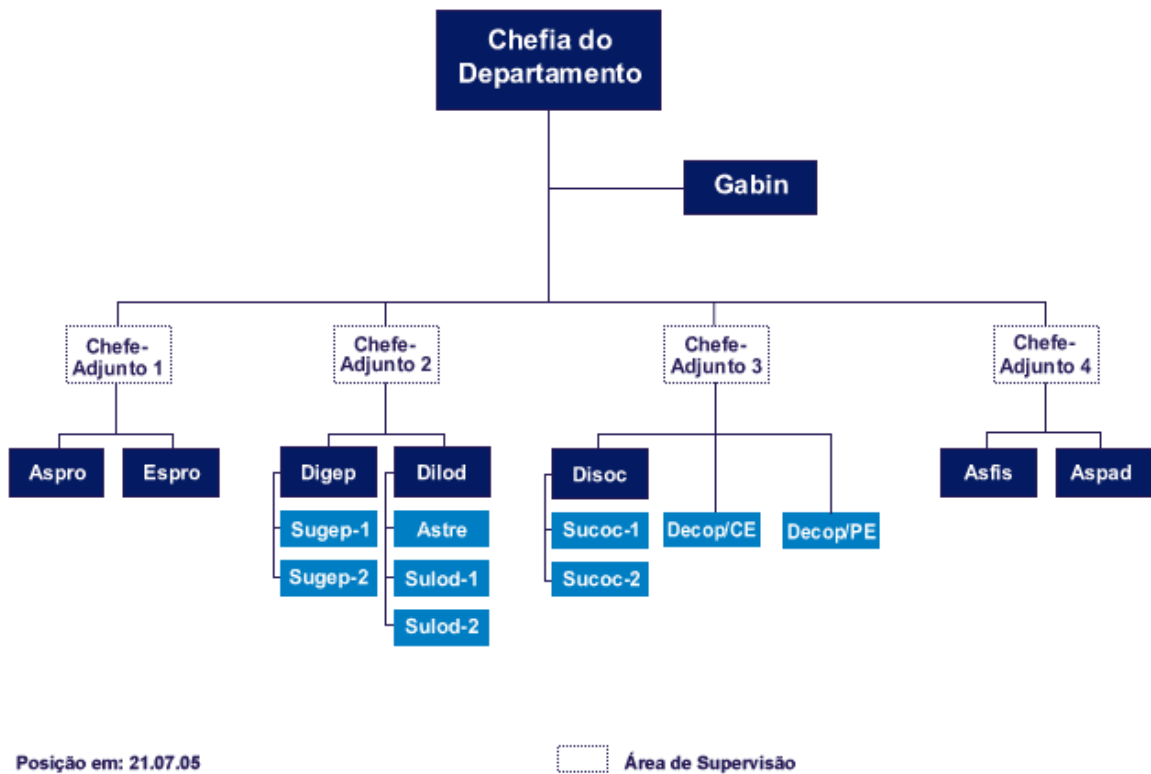 Chefia do
Departamento
Gabin
Chefe-
Adjunto 1
Chefe-
Adjunto 2
Chefe-
Adjunto 3
Chefe-
Adjunto 4
Aspro
Espro
Digep
Dilod
Disoc
Asfis
Aspad
Sugep-1
Astre
Sucoc-1
Decop/CE
Decop/PE
Sugep-2
Sulod-1
Sucoc-2
Sulod-2
Posição em: 21.07.05
Área de Supervisão